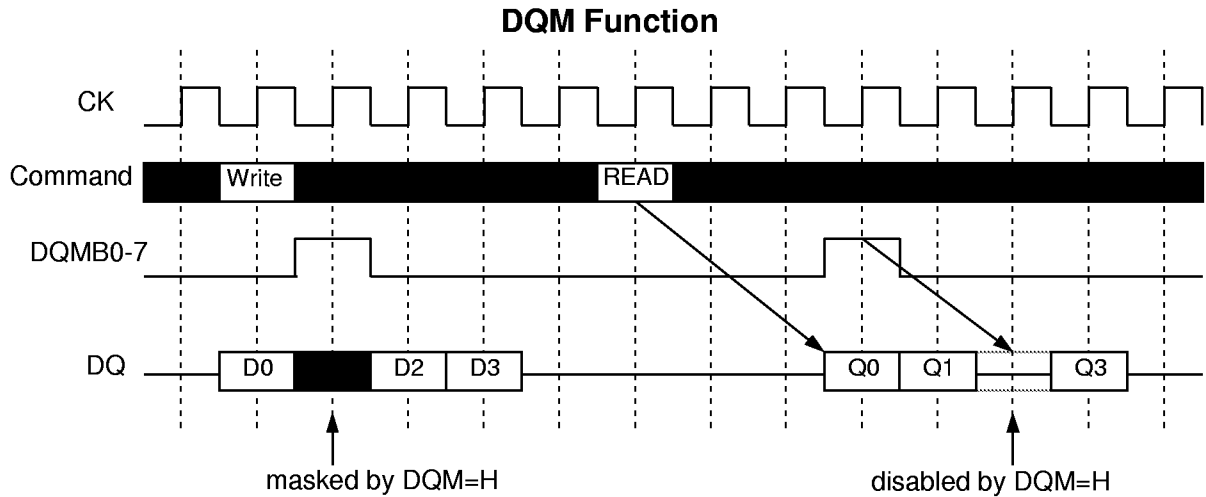 DQM Function
CK
Command
Write
READ
DQMB0-7
DQ
D0
D2
D3
Q0
Q1
Q3
masked by DQM=H
disabled by DQM=H